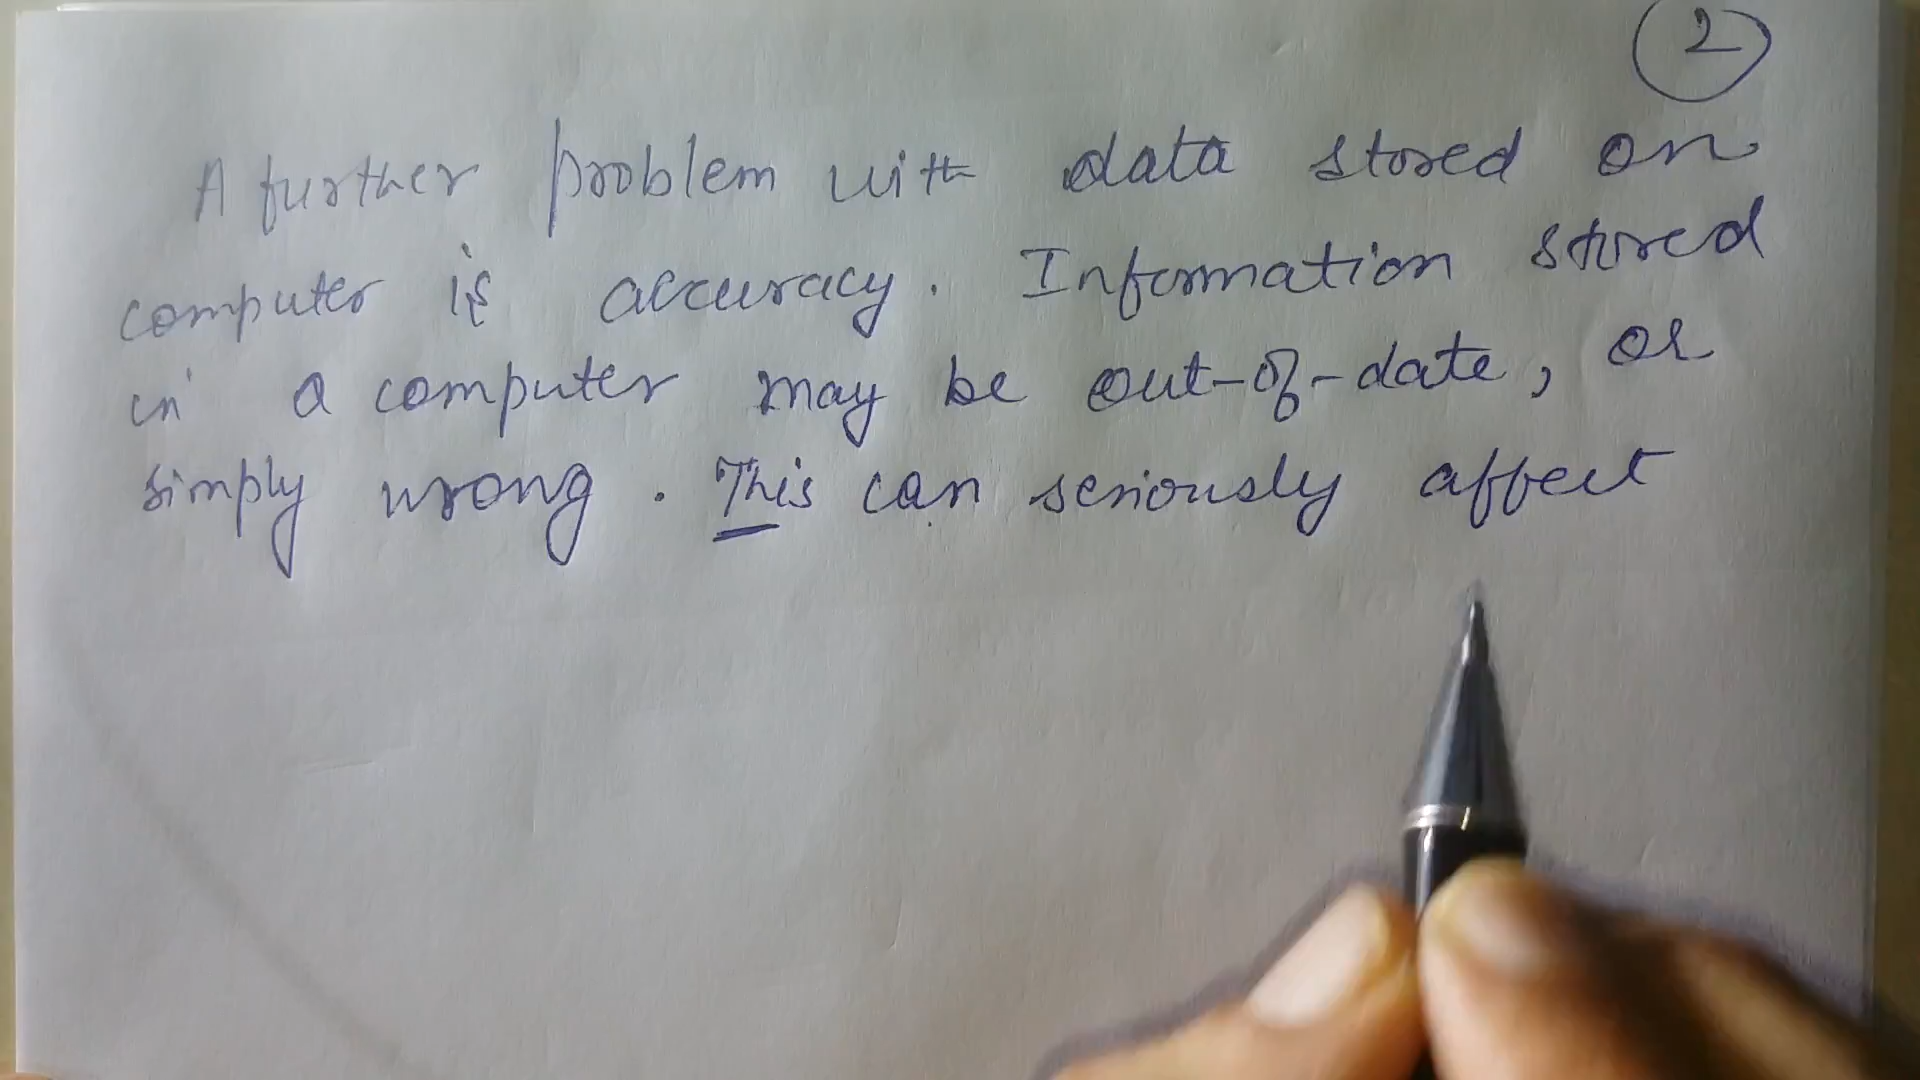 2
A further problem with data stored on
computer is accuracy. Information stored
in a computer may be out-of-date, or
simply wrong. This can seriously affect